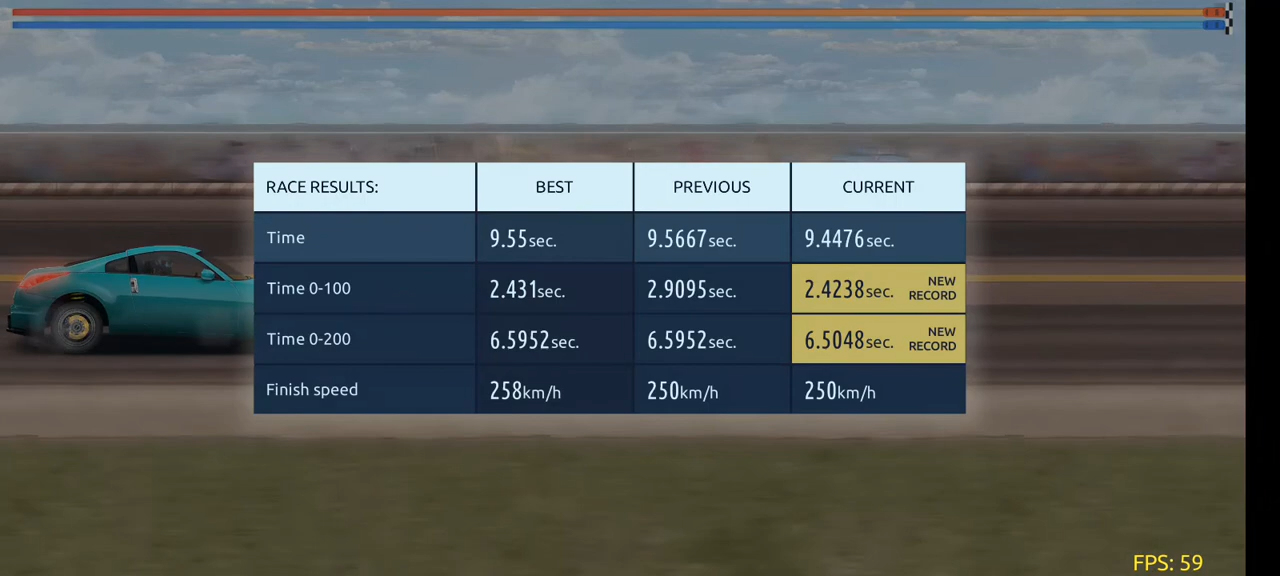 RACE RESULTS: BEST PREVIOUS CURRENT
Time 9.55sec. 9.5667sec. 9.4476sec.
Time 0-100 2.431sec. 2.9095sec. 2.4238sec. NEW RECORD
Time 0-200 6.5952sec. 6.5952sec. 6.5048sec. NEW RECORD
Finish speed 258km/h 250km/h 250km/h
FPS: 59